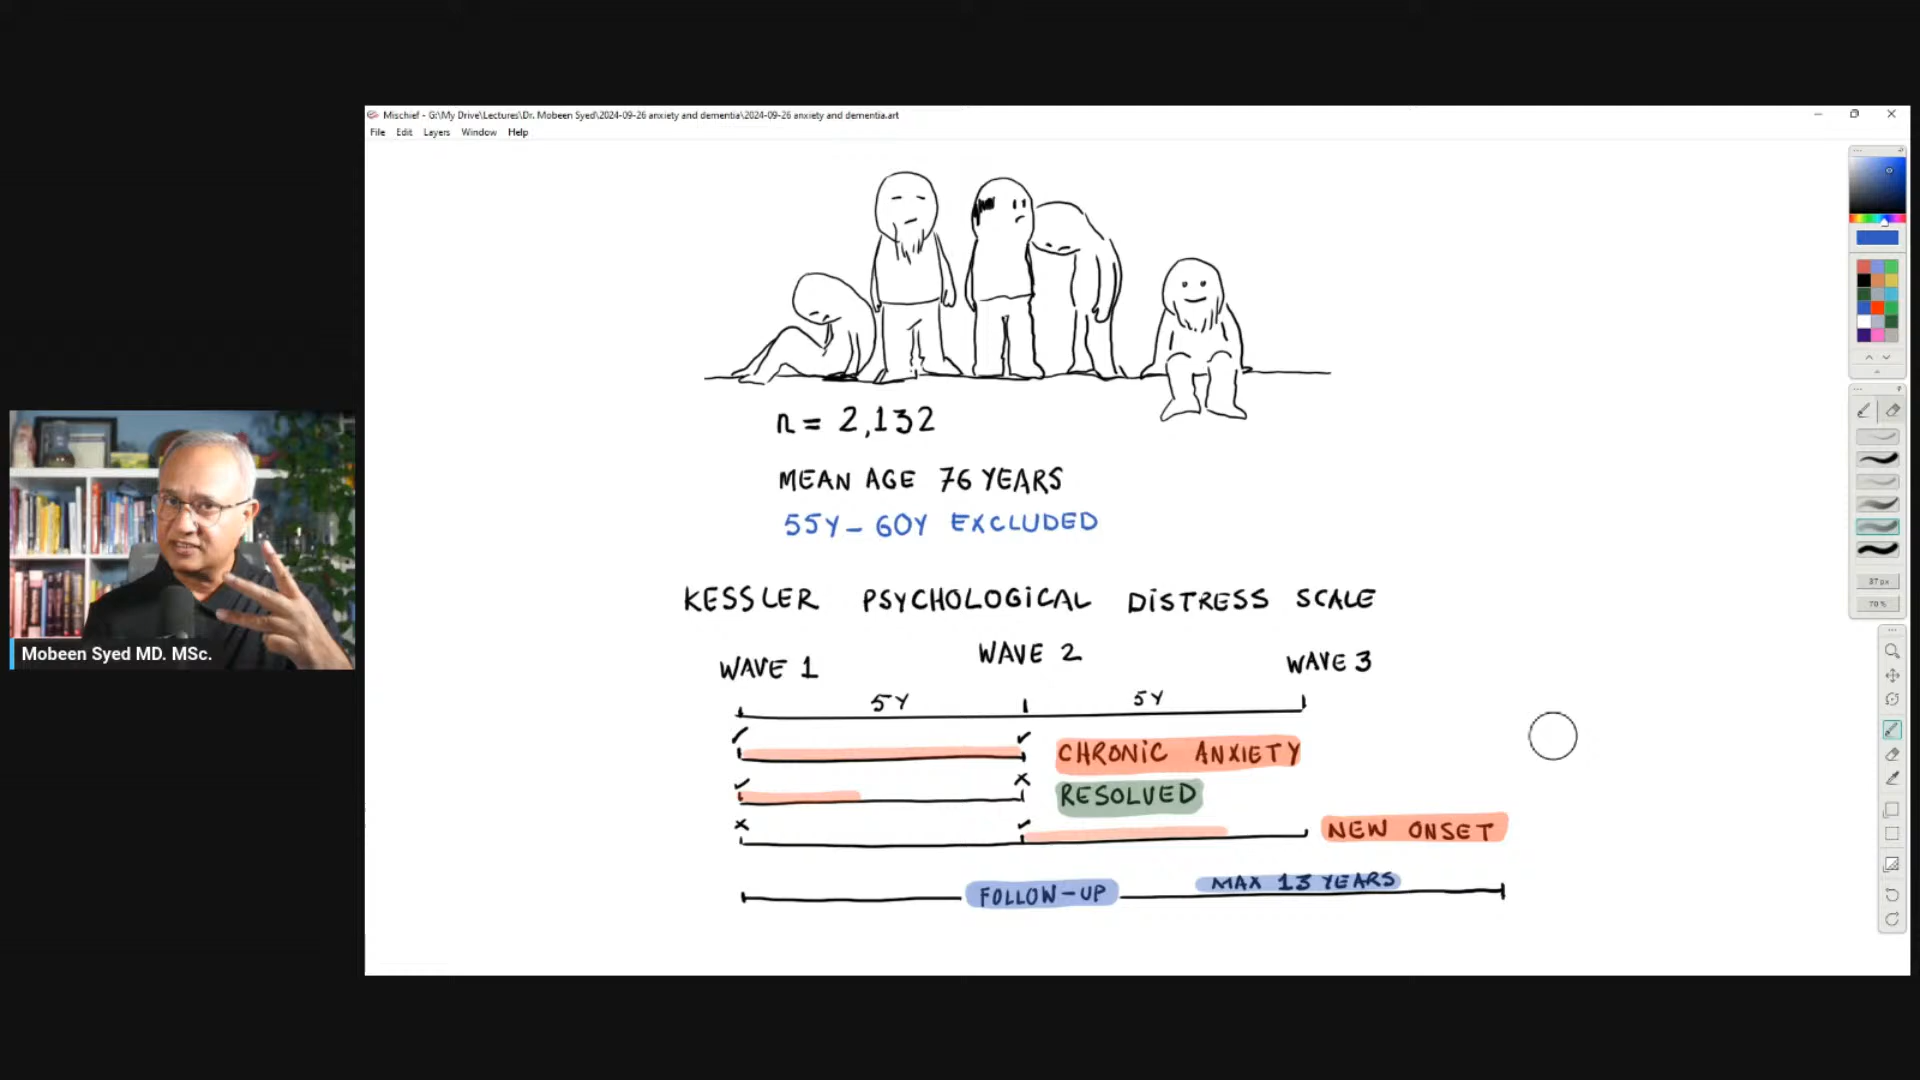 Mischief - G:\My Drive\Lectures\Dr. Mobeen Syed\2024-09-26 anxiety and dementia\2024-09-26 anxiety and dementia.art
File Edit Layers Window Help
n = 2,132
MEAN AGE 76 YEARS
55Y - 60Y EXCLUDED
KESSLER PSYCHOLOGICAL DISTRESS SCALE
WAVE 1 WAVE 2 WAVE 3
5Y 5Y
CHRONIC ANXIETY
RESOLVED
NEW ONSET
FOLLOW-UP MAX 13 YEARS
Mobeen Syed MD. MSc.
37 px
70 %